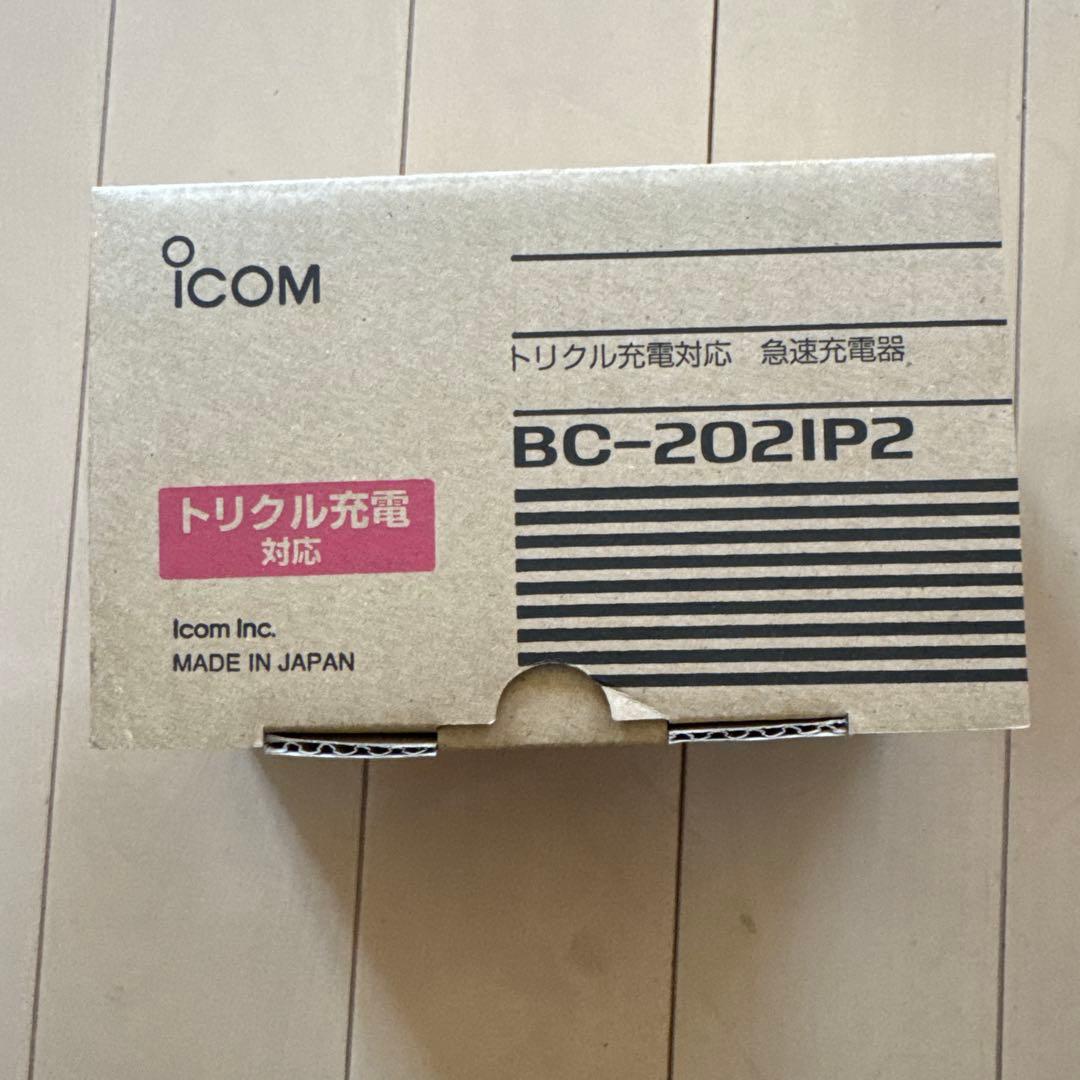 iCOM
トリクル充電対応 急速充電器
BC-202IP2
トリクル充電
対応
Icom Inc.
MADE IN JAPAN